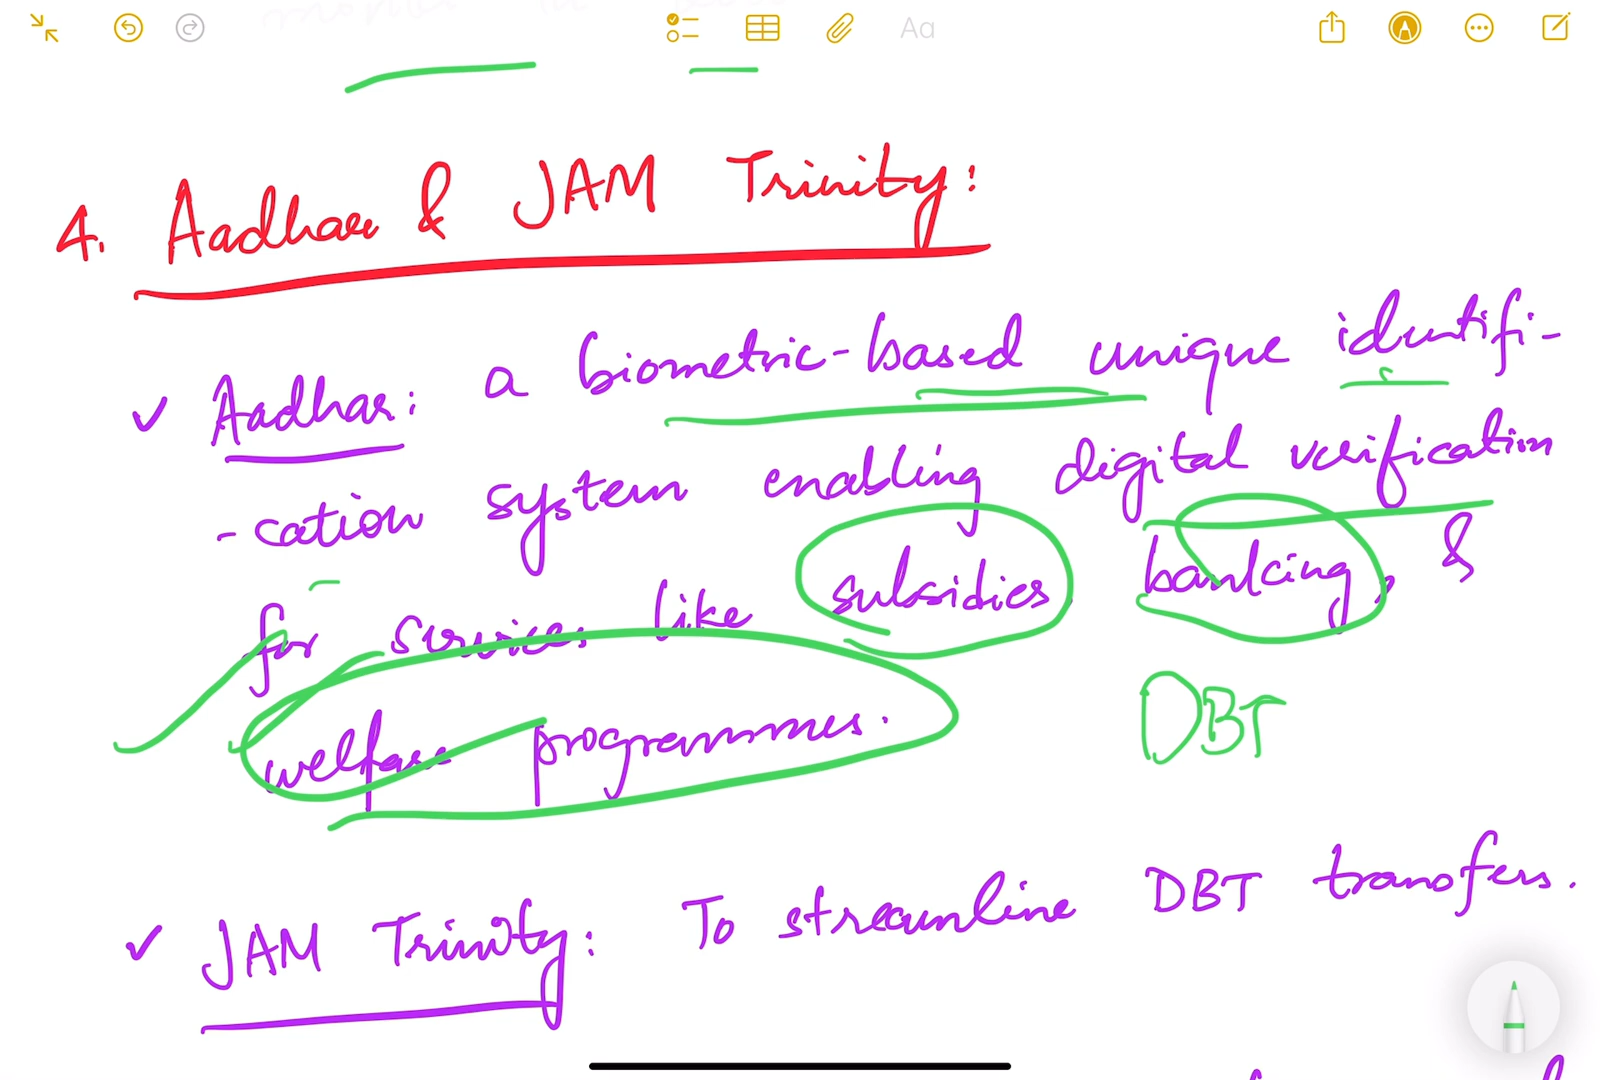 Aa
4. Aadhar & JAM Trinity:
✓ Aadhar: a biometric-based unique identifi-
-cation system enabling digital verification
for services like subsidies, banking, &
welfare programmes.
DBT
✓ JAM Trinity: To streamline DBT transfers.